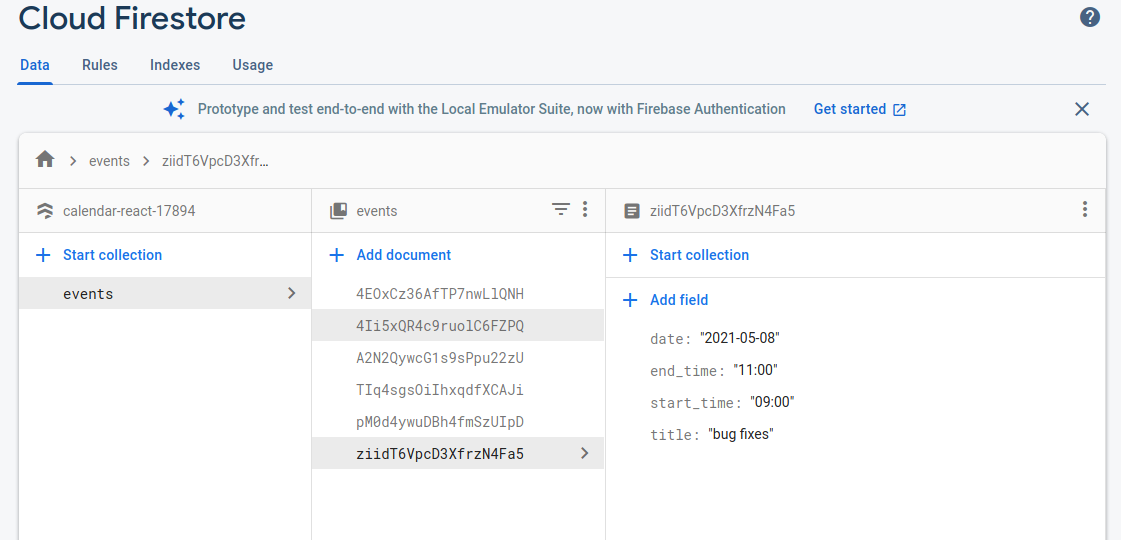 Cloud Firestore
Data Rules Indexes Usage
Prototype and test end-to-end with the Local Emulator Suite, now with Firebase Authentication Get started
events ziidT6VpcD3Xfr...
calendar-react-17894
Start collection
events
events
Add document
4EOxCz36AfTP7nwLlQNH
4Ii5xQR4c9ruolC6FZPQ
A2N2QywcG1s9sPpu22zU
TIq4sgsOiIhxqdfXCAJi
pM0d4ywuDBh4fmSzUIpD
ziidT6VpcD3XfrzN4Fa5
ziidT6VpcD3XfrzN4Fa5
Start collection
Add field
date: "2021-05-08"
end_time: "11:00"
start_time: "09:00"
title: "bug fixes"